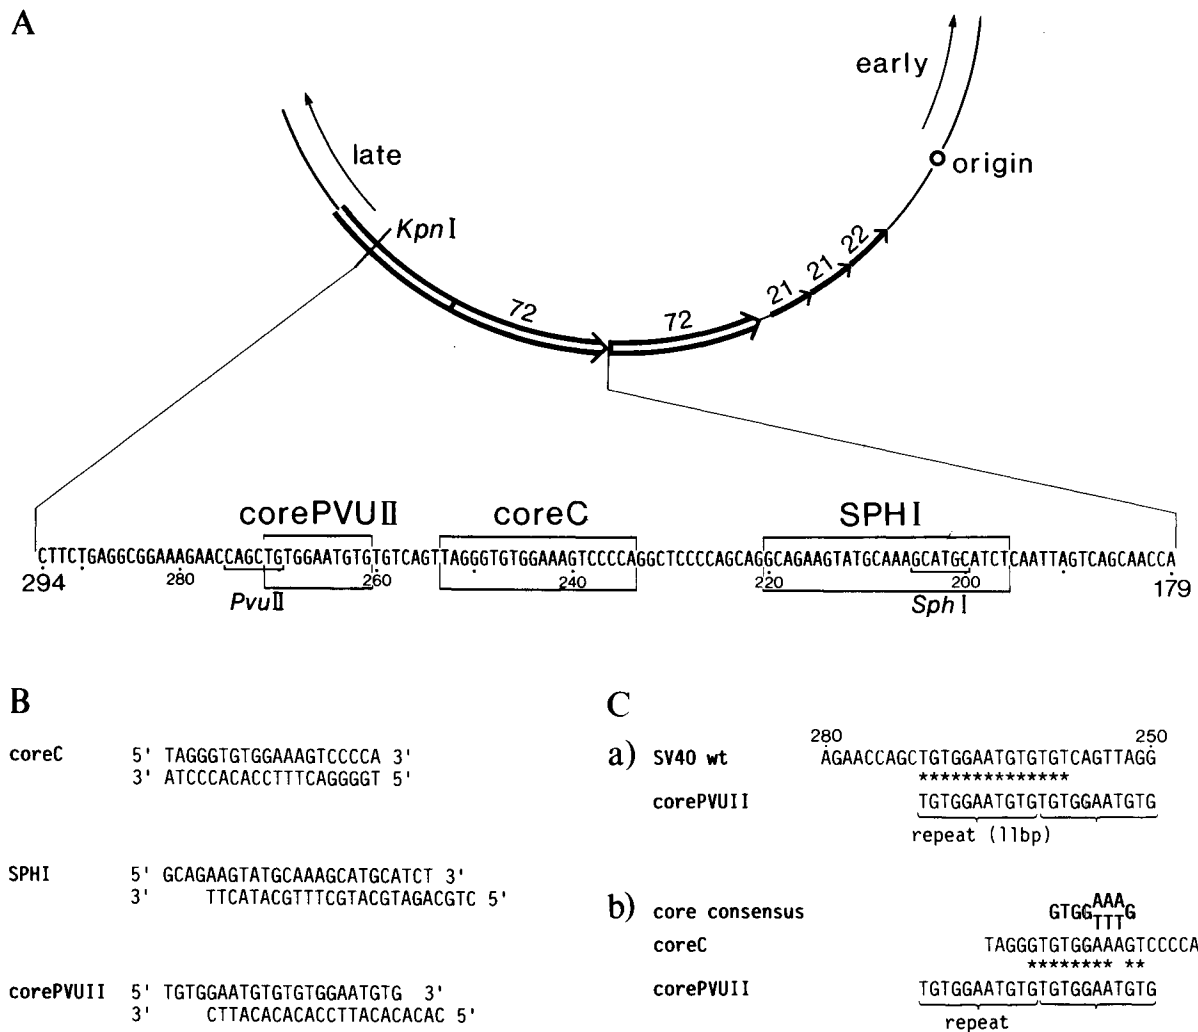 A
early
late
origin
KpnI
72
72
21
21
22
corePVUII
coreC
SPHI
CTTCTGAGGCGGAAAGAACCAGCTGTGGAATGTGTGTCAGTTAGGGTGTGGAAAGTCCCCAGGCTCCCCAGCAGGCAGAAGTATGCAAAGCATGCATCTCAATTAGTCAGCAACCA
294
280
260
240
220
200
179
PvuII
SphI
B
coreC 5' TAGGGTGTGGAAAGTCCCCA 3'
3' ATCCCACACCTTTCAGGGGT 5'
SPHI 5' GCAGAAGTATGCAAAGCATGCATCT 3'
3' TTCATACGTTTCGTACGTAGACGTC 5'
corePVUII 5' TGTGGAATGTGTGTGGAATGTG 3'
3' CTTACACACACCTTACACACAC 5'
C
280 250
a) SV40 wt AGAACCAGCTGTGGAATGTGTGTCAGTTAGG
***************
corePVUII TGTGGAATGTGTGTGGAATGTG
repeat (11bp)
b) core consensus GTGGAAAG
TTT
coreC TAGGGTGTGGAAAGTCCCCA
******** **
corePVUII TGTGGAATGTGTGTGGAATGTG
repeat